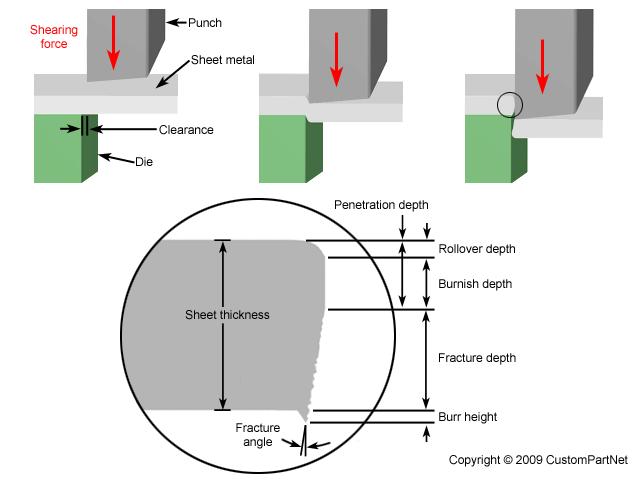 Shearing
force
Punch
Sheet metal
Clearance
Die
Penetration depth
Rollover depth
Burnish depth
Sheet thickness
Fracture depth
Burr height
Fracture
angle
Copyright © 2009 CustomPartNet